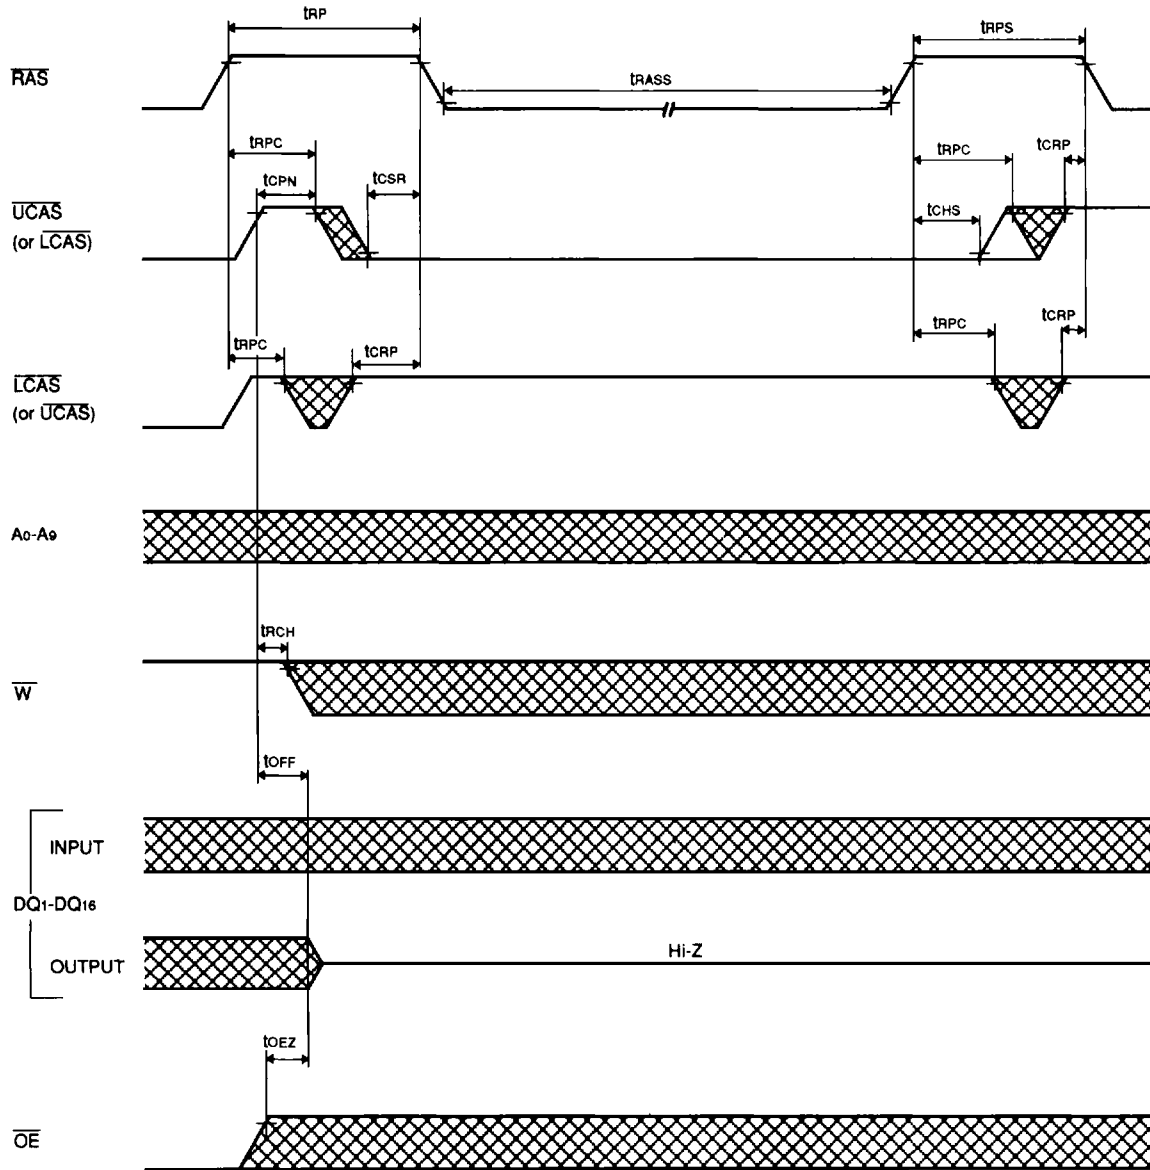 tRP
tRPS
RAS
tRASS
tRPC
tRPC
tCRP
tCPN
tCSR
UCAS
(or LCAS)
tCHS
tRPC
tCRP
tRPC
tCRP
LCAS
(or UCAS)
A0-A9
tRCH
W
tOFF
INPUT
DQ1-DQ16
OUTPUT
Hi-Z
tOEZ
OE